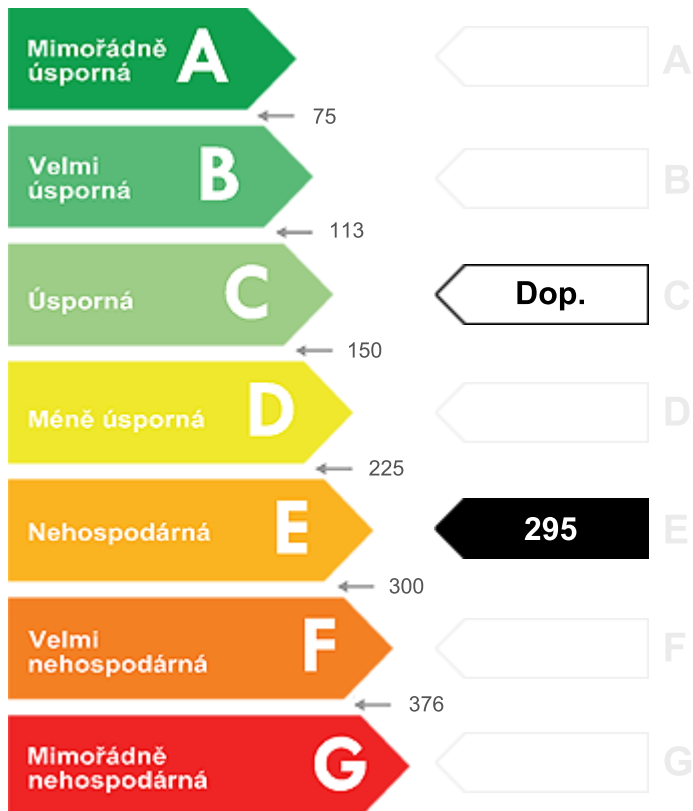 Mimořádně
úsporná
A
A
75
Velmi
úsporná
B
B
113
Úsporná
C
Dop.
C
150
Méně úsporná
D
D
225
Nehospodárná
E
295
E
300
Velmi
nehospodárná
F
F
376
Mimořádně
nehospodárná
G
G